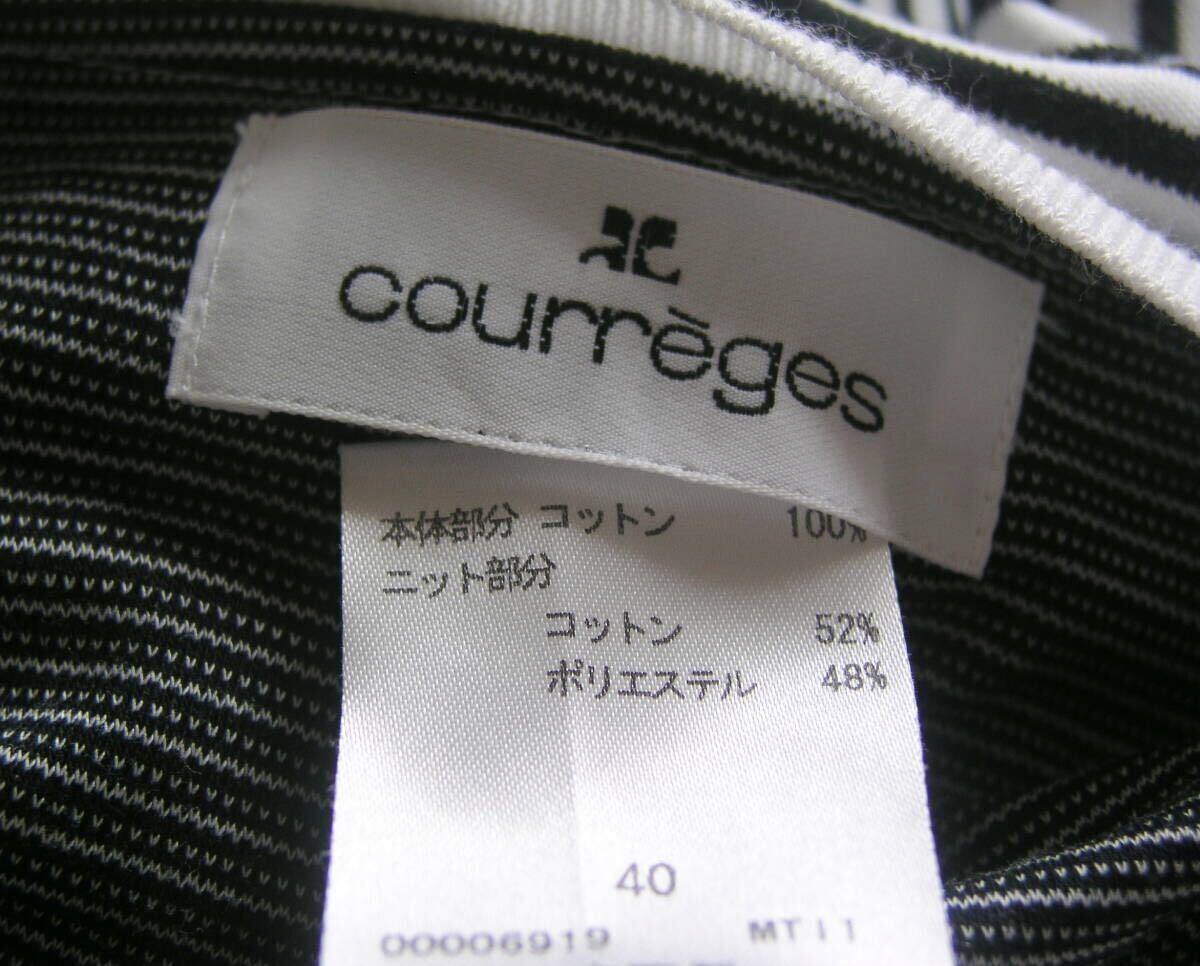 courrèges
本体部分 コットン 100%
ニット部分
コットン 52%
ポリエステル 48%
40
00006919 MTII